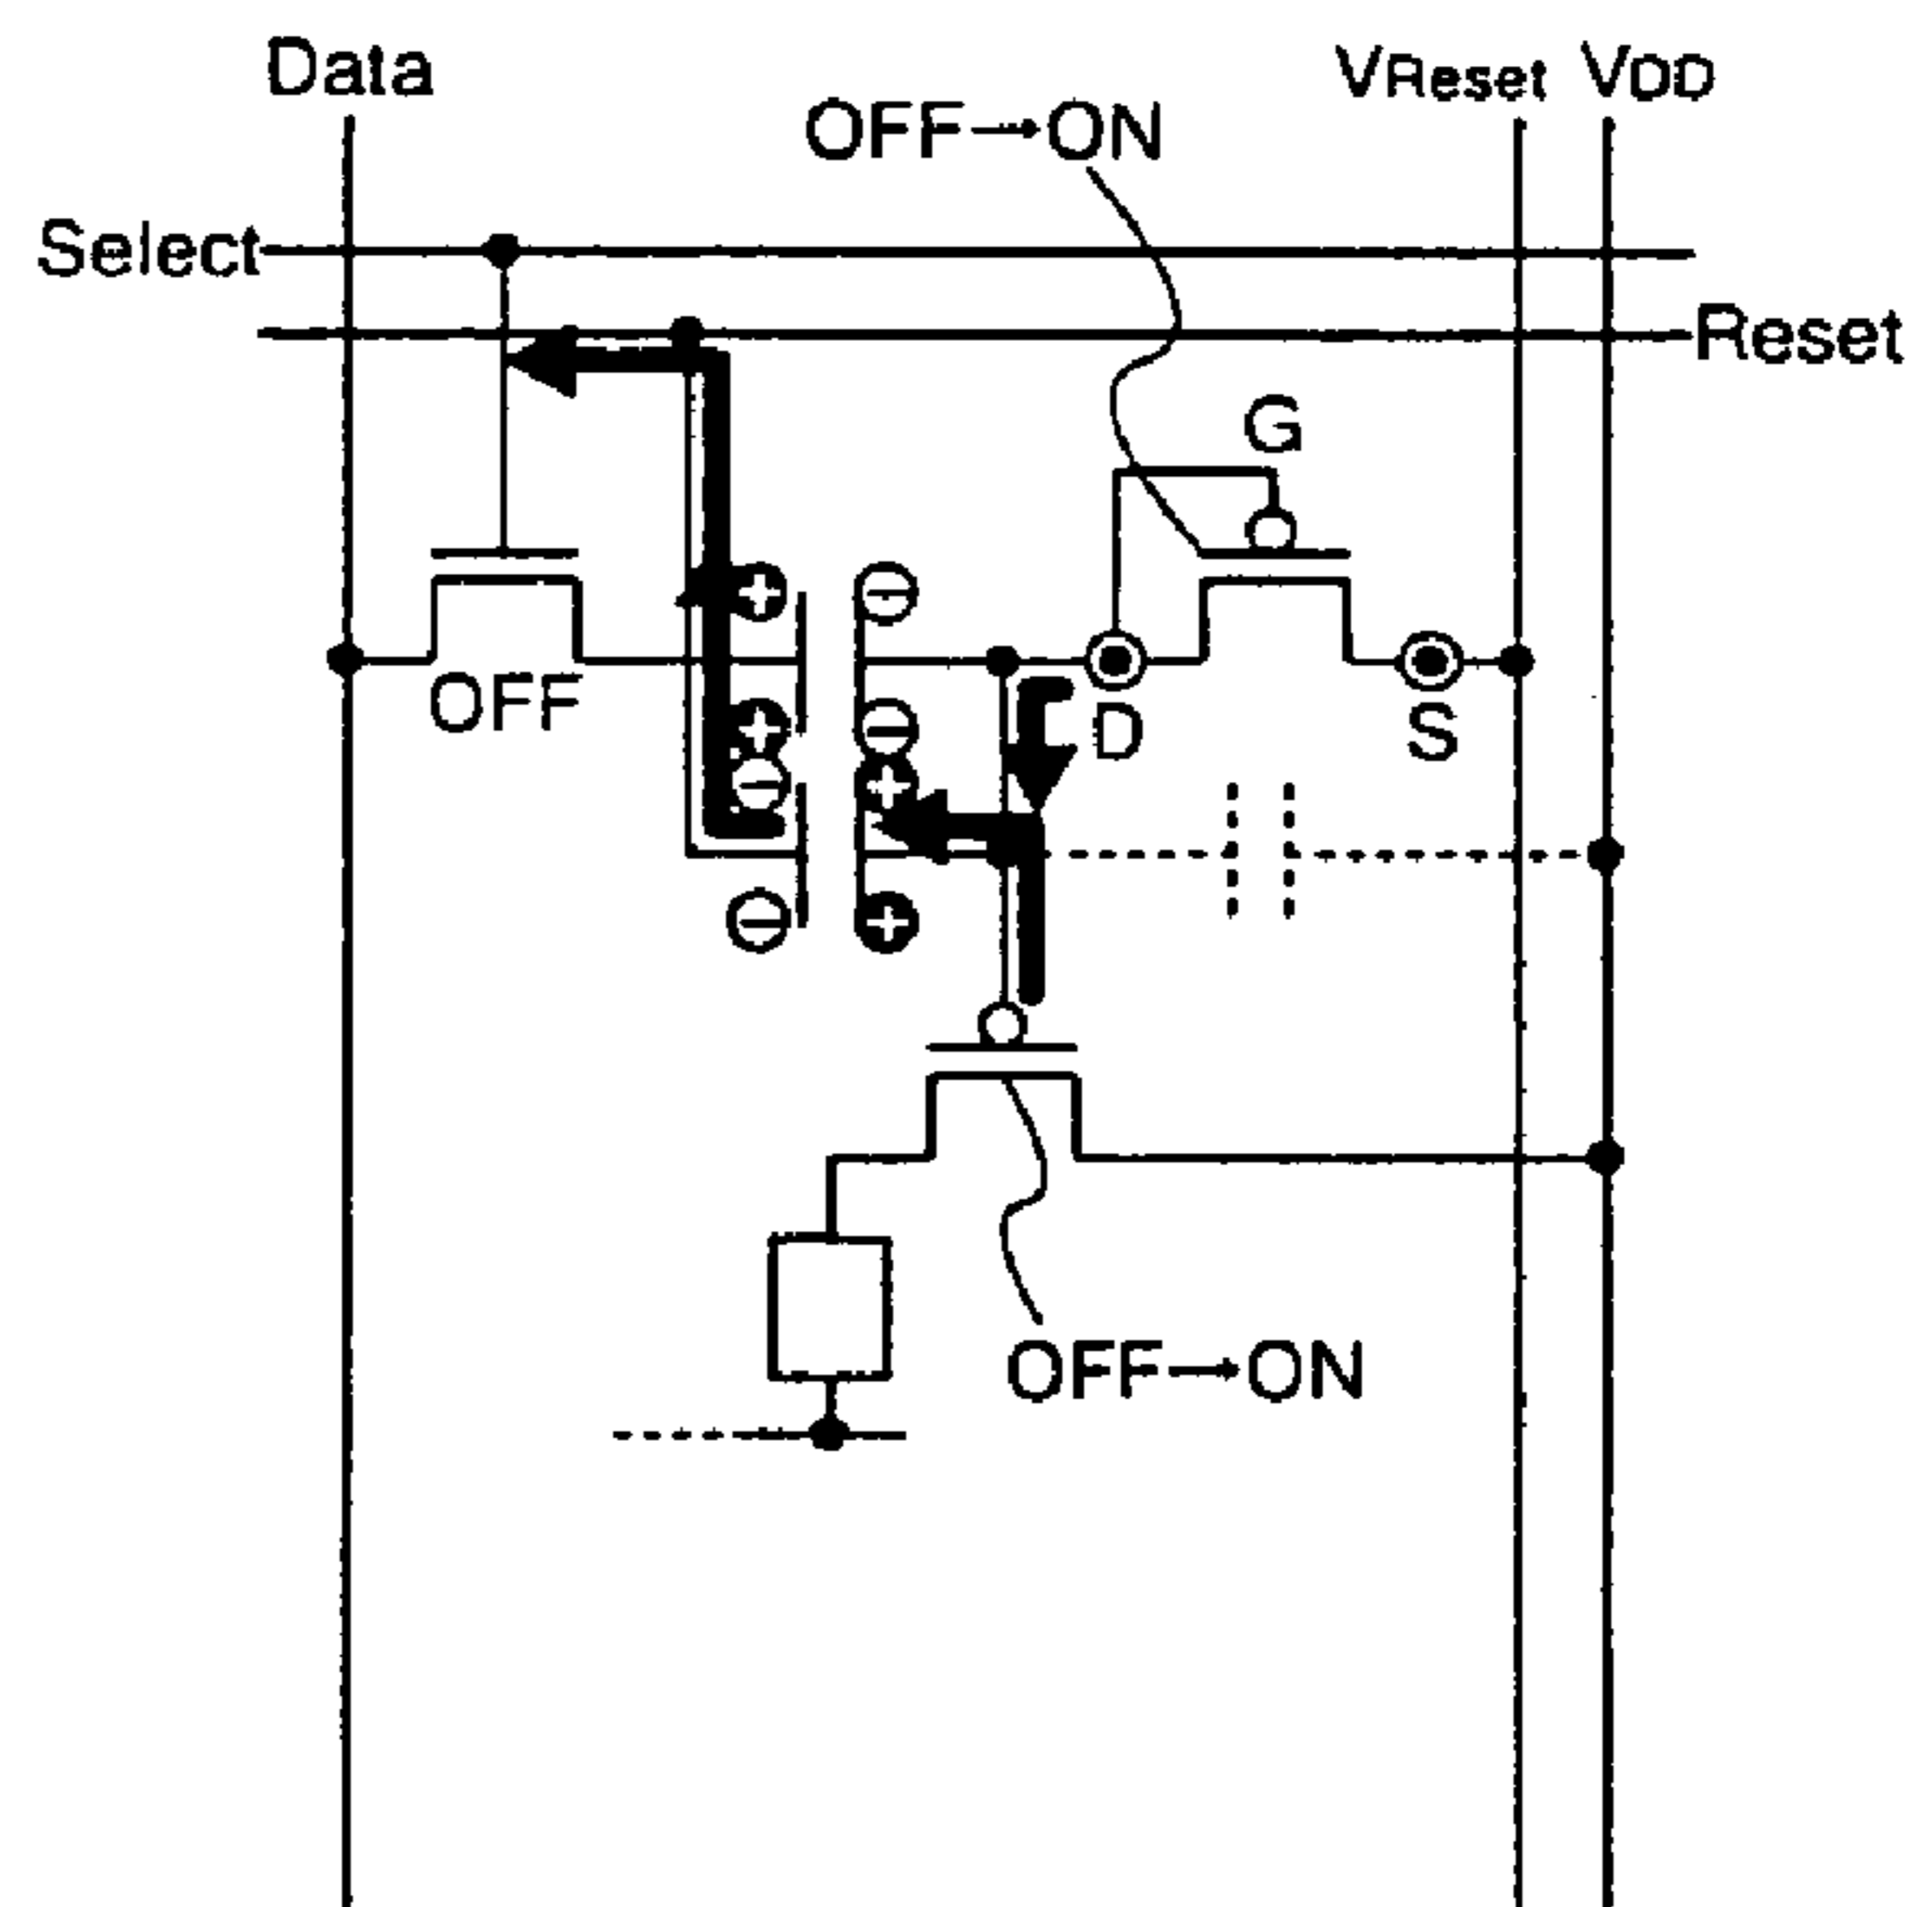 Data
VReset VDD
OFF→ON
Select
Reset
G
OFF
D
S
OFF→ON